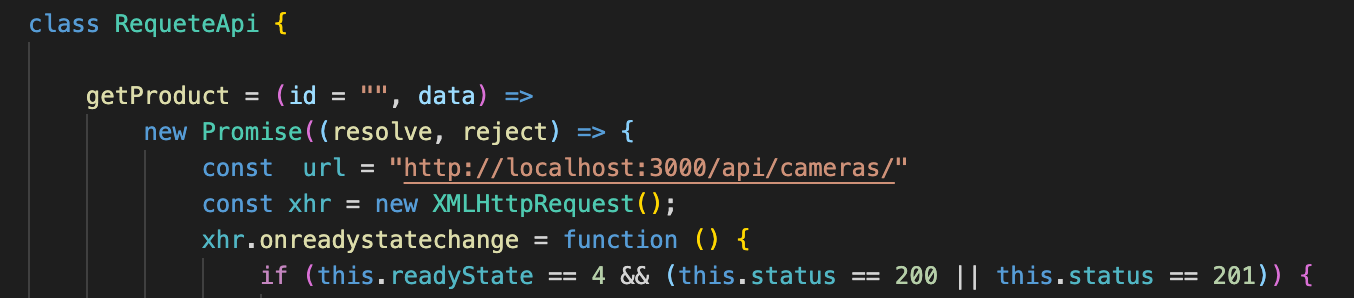 class RequeteApi {
getProduct = (id = "", data) =>
new Promise((resolve, reject) => {
const  url = "http://localhost:3000/api/cameras/"
const xhr = new XMLHttpRequest();
xhr.onreadystatechange = function () {
if (this.readyState == 4 && (this.status == 200 || this.status == 201)) {